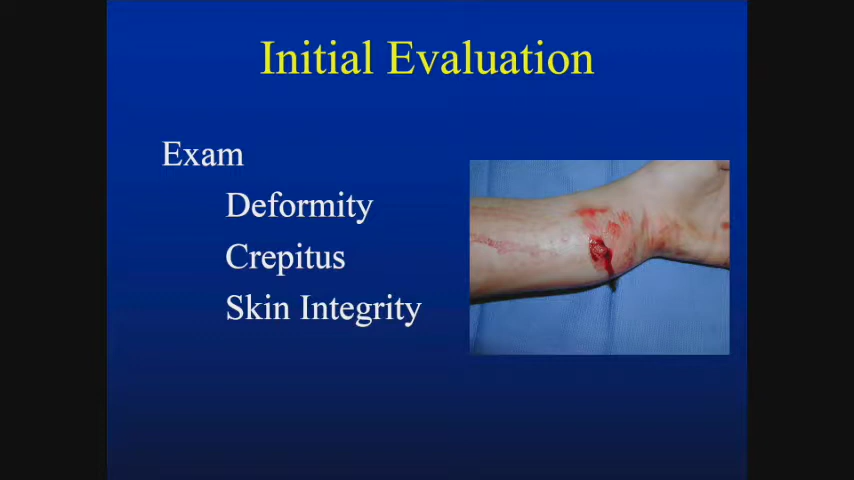 Initial Evaluation
Exam
Deformity
Crepitus
Skin Integrity